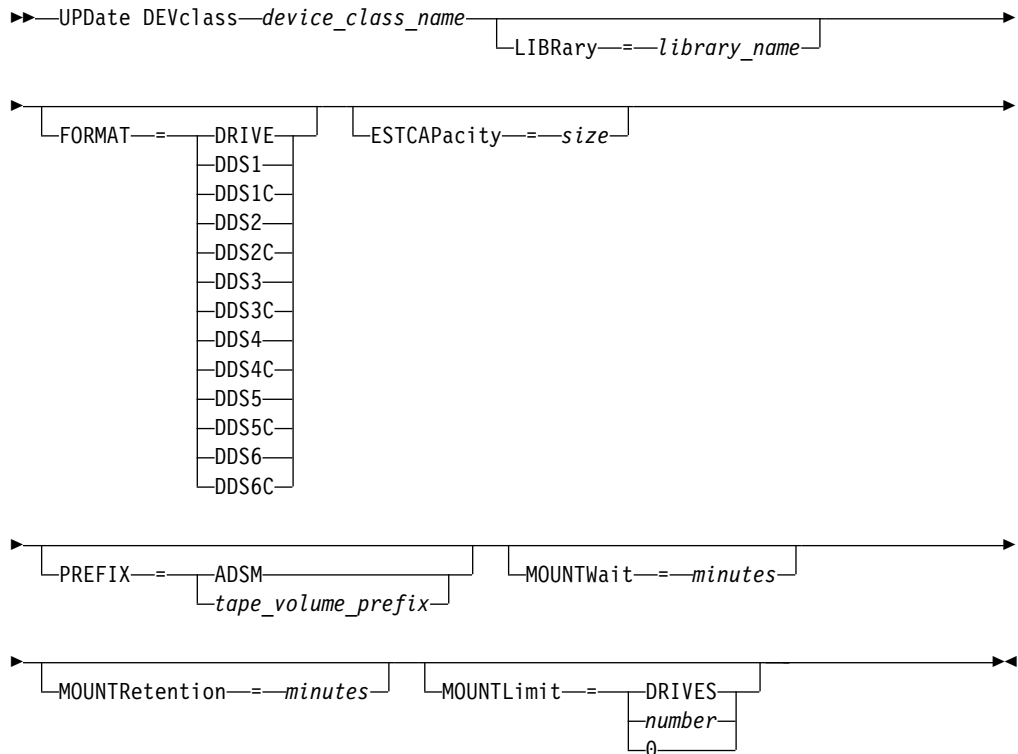 UPDate DEVclass device_class_name
LIBRary = library_name
FORMAT = DRIVE ESTCAPacity = size
DDS1
DDS1C
DDS2
DDS2C
DDS3
DDS3C
DDS4
DDS4C
DDS5
DDS5C
DDS6
DDS6C
PREFIX = ADSM MOUNTWait = minutes
tape_volume_prefix
MOUNTRetention = minutes MOUNTLimit = DRIVES
number
0